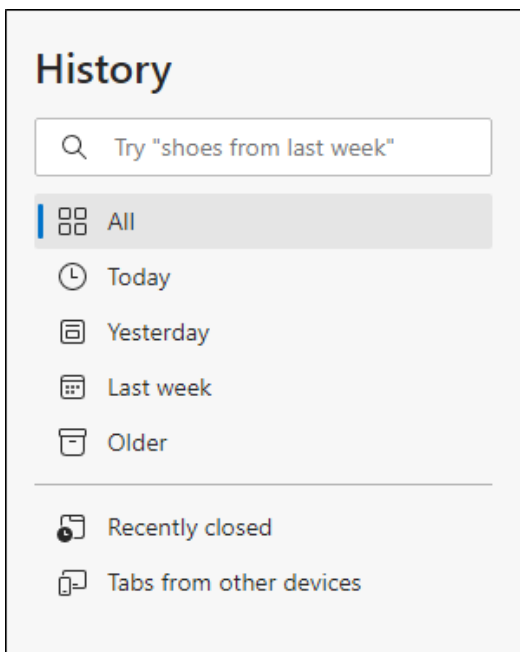 History
Try "shoes from last week"
All
Today
Yesterday
Last week
Older
Recently closed
Tabs from other devices